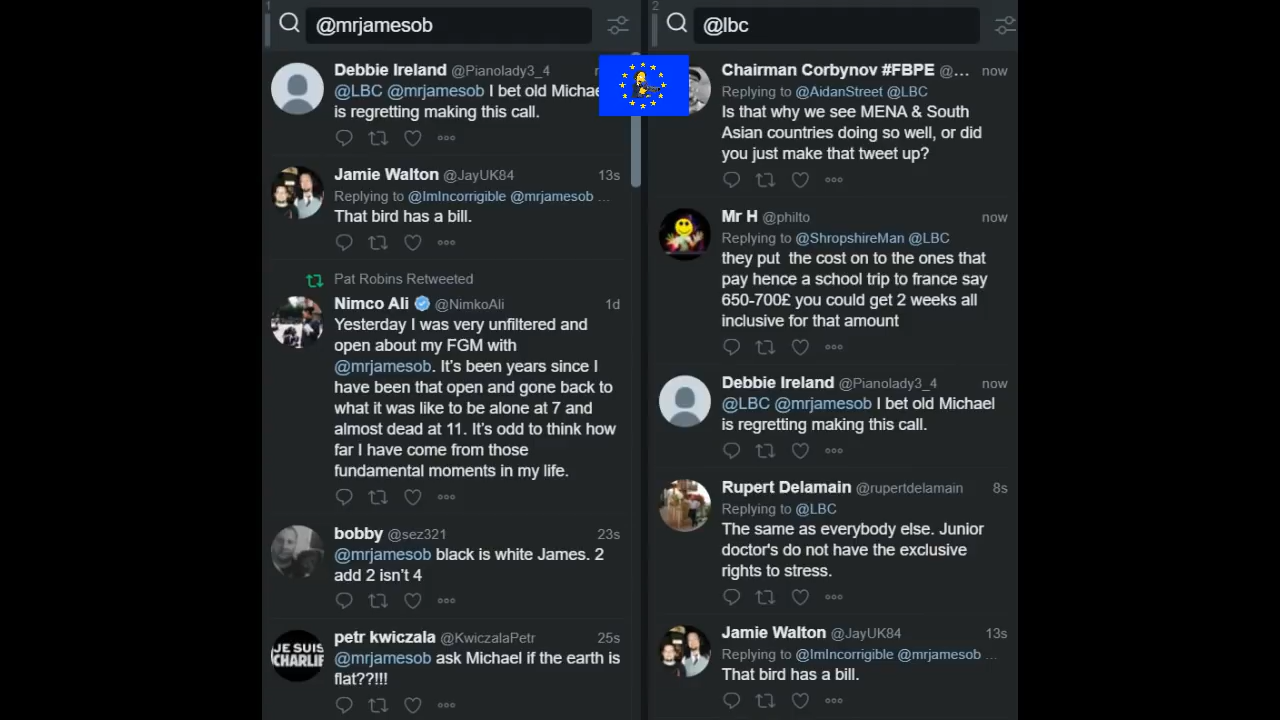 1
@mrjamesob
Debbie Ireland @Pianolady3_4
@LBC @mrjamesob I bet old
is regretting making this call.
Jamie Walton @JayUK84 13s
Replying to @ImIncorrigible @mrjamesob ...
That bird has a bill.
Pat Robins Retweeted
Nimco Ali @NimkoAli 1d
Yesterday I was very unfiltered and
open about my FGM with
@mrjamesob. It's been years since I
have been that open and gone back to
what it was like to be alone at 7 and
almost dead at 11. It's odd to think how
far I have come from those
fundamental moments in my life.
bobby @sez321 23s
@mrjamesob black is white James. 2
add 2 isn't 4
petr kwiczala @KwiczalaPetr 25s
@mrjamesob ask Michael if the earth is
flat??!!!
JE SUIS
CHARLIE
2
@lbc
Chairman Corbynov #FBPE @... now
Replying to @AidanStreet @LBC
Is that why we see MENA & South
Asian countries doing so well, or did
you just make that tweet up?
Mr H @philto now
Replying to @ShropshireMan @LBC
they put the cost on to the ones that
pay hence a school trip to france say
650-700£ you could get 2 weeks all
inclusive for that amount
Debbie Ireland @Pianolady3_4 now
@LBC @mrjamesob I bet old Michael
is regretting making this call.
Rupert Delamain @rupertdelamain 8s
Replying to @LBC
The same as everybody else. Junior
doctor's do not have the exclusive
rights to stress.
Jamie Walton @JayUK84 13s
Replying to @ImIncorrigible @mrjamesob ...
That bird has a bill.